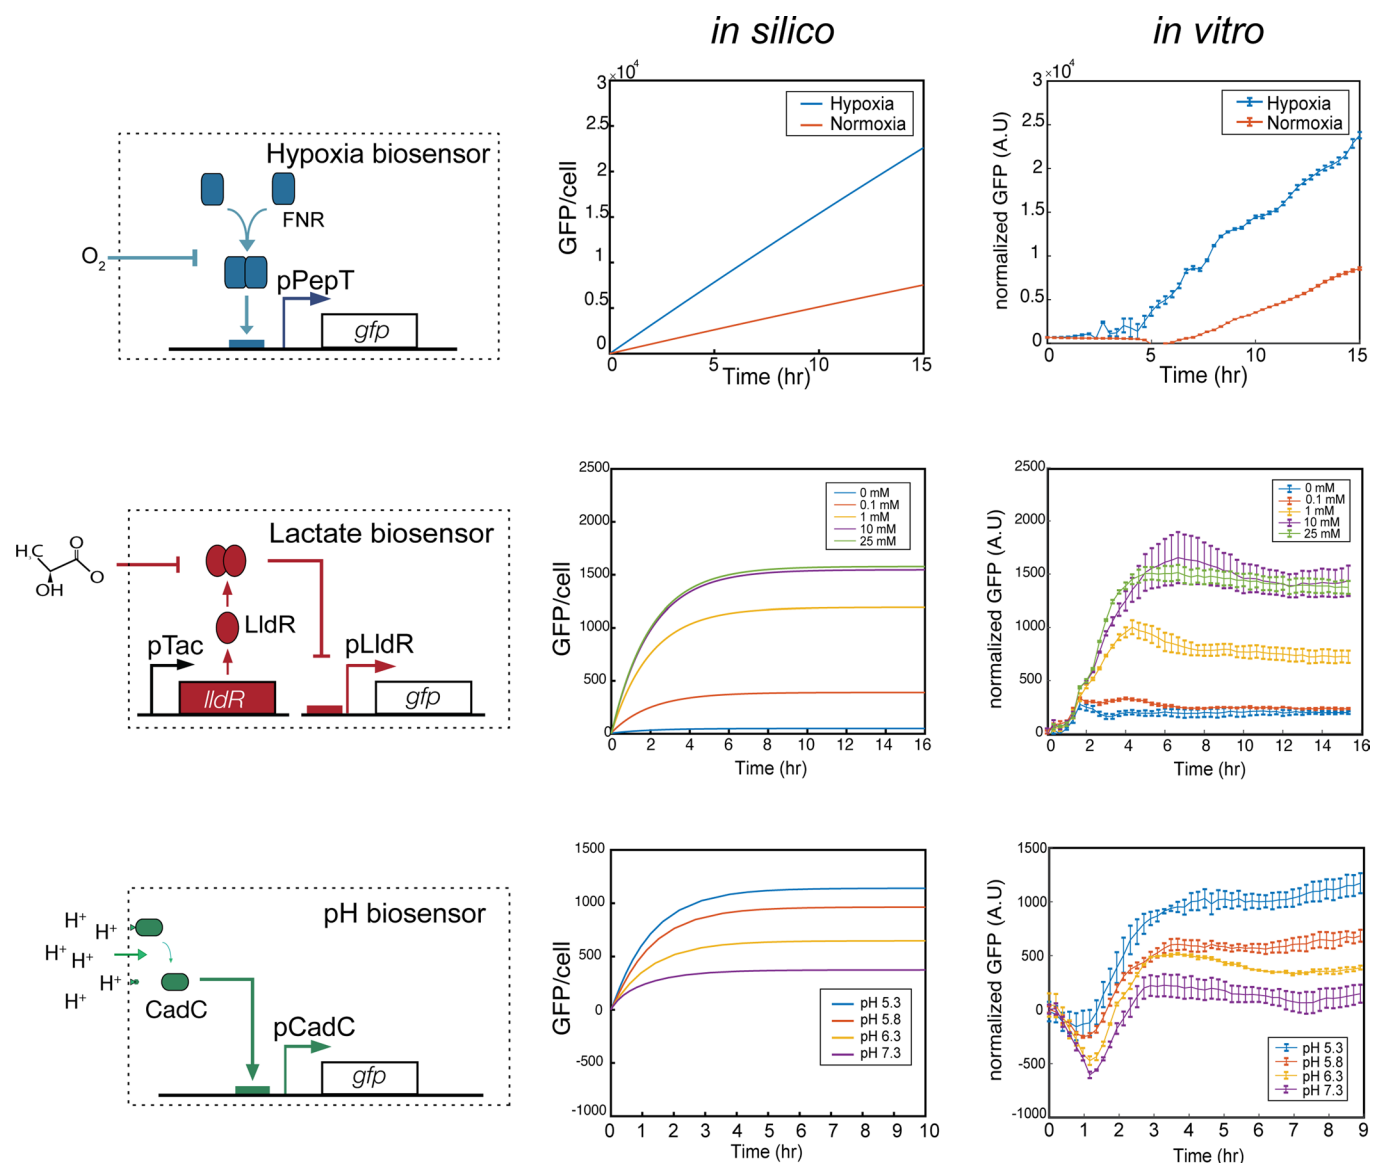 in silico
in vitro
Hypoxia biosensor
FNR
O2
pPepT
gfp
3 ×10^4
2.5
2
1.5
1
0.5
0
5
10
15
GFP/cell
Time (hr)
Hypoxia
Normoxia
3 ×10^4
2.5
2
1.5
1
0.5
0
0
5
10
15
normalized GFP (A.U)
Time (hr)
Hypoxia
Normoxia
Lactate biosensor
H3C
O
O
OH
LldR
pTac
pLldR
lldR
gfp
2500
2000
1500
1000
500
0
0
2
4
6
8
10
12
14
16
GFP/cell
Time (hr)
0 mM
0.1 mM
1 mM
10 mM
25 mM
2500
2000
1500
1000
500
0
0
2
4
6
8
10
12
14
16
normalized GFP (A.U)
Time (hr)
0 mM
0.1 mM
1 mM
10 mM
25 mM
pH biosensor
H+
H+
H+
H+
H+
H+
CadC
pCadC
gfp
1500
1000
500
0
-500
-1000
0
1
2
3
4
5
6
7
8
9
10
GFP/cell
Time (hr)
pH 5.3
pH 5.8
pH 6.3
pH 7.3
1500
1000
500
0
-500
-1000
0
1
2
3
4
5
6
7
8
9
normalized GFP (A.U)
Time (hr)
pH 5.3
pH 5.8
pH 6.3
pH 7.3